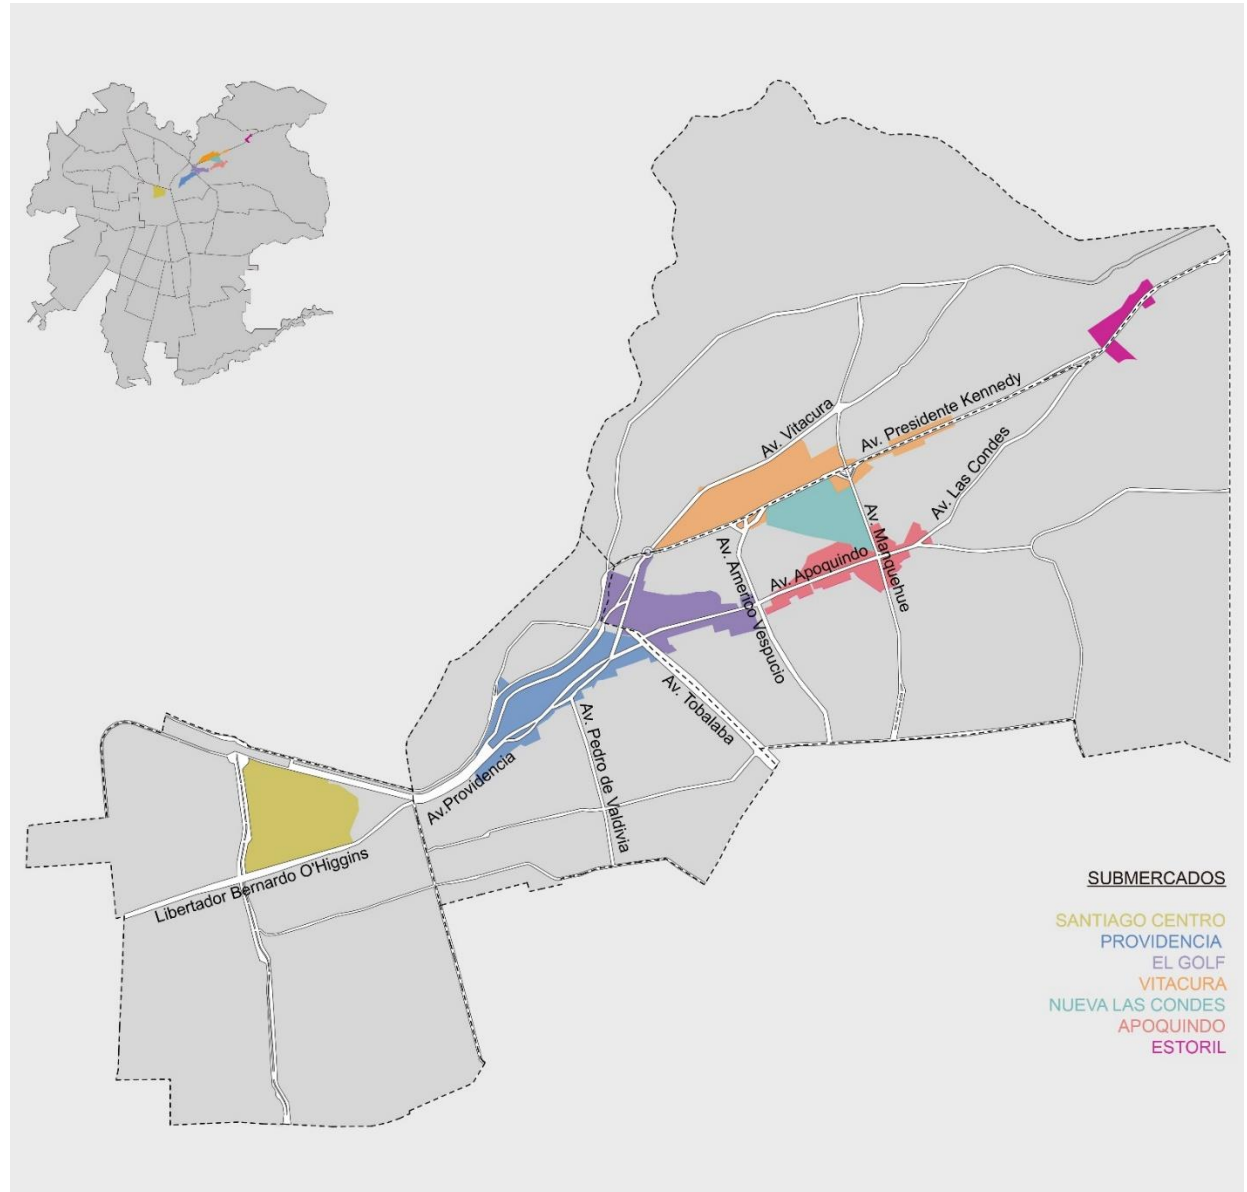 Av. Vitacura
Av. Presidente Kennedy
Av. Las Condes
Av. Manquehue
Av. Apoquindo
Av. Americo Vespucio
Av. Tobalaba
Av. Pedro de Valdivia
Av.Providencia
Libertador Bernardo O'Higgins
SUBMERCADOS
SANTIAGO CENTRO
PROVIDENCIA
EL GOLF
VITACURA
NUEVA LAS CONDES
APOQUINDO
ESTORIL